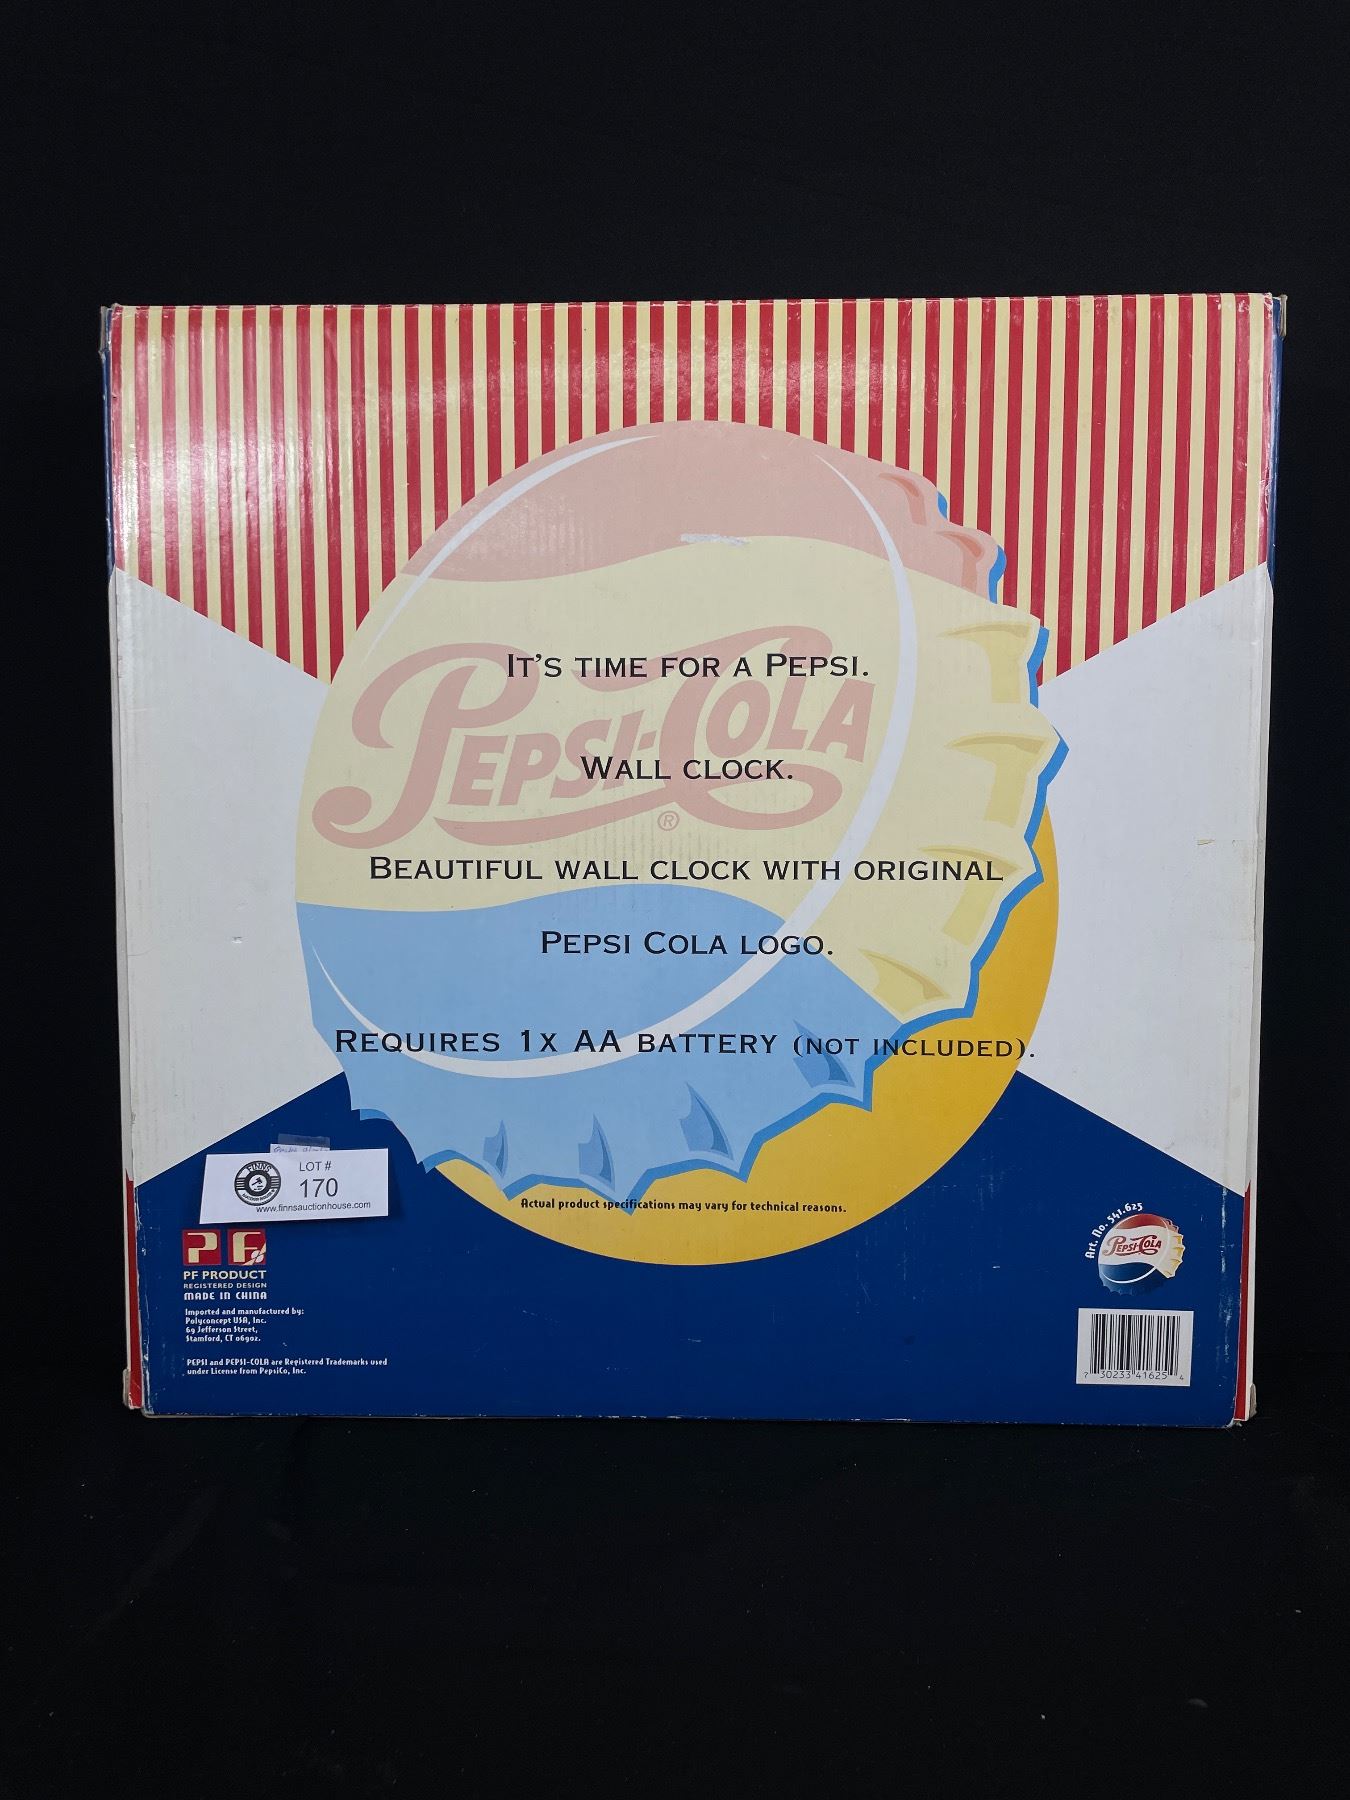 PEPSI-COLA
®
IT'S TIME FOR A PEPSI.
WALL CLOCK.
BEAUTIFUL WALL CLOCK WITH ORIGINAL
PEPSI COLA LOGO.
REQUIRES 1X AA BATTERY (NOT INCLUDED).
Actual product specifications may vary for technical reasons.
FINNS
LOT #
170
www.finnsauctionhouse.com
PF
PF PRODUCT
REGISTERED DESIGN
MADE IN CHINA
Imported and manufactured by:
Polyconcept USA, Inc.
69 Jefferson Street,
Stamford, CT 06902.
PEPSI and PEPSI-COLA are Registered Trademarks used
under License from PepsiCo, Inc.
Art. No. 541.625
PEPSI-COLA
7 30233 41625 4